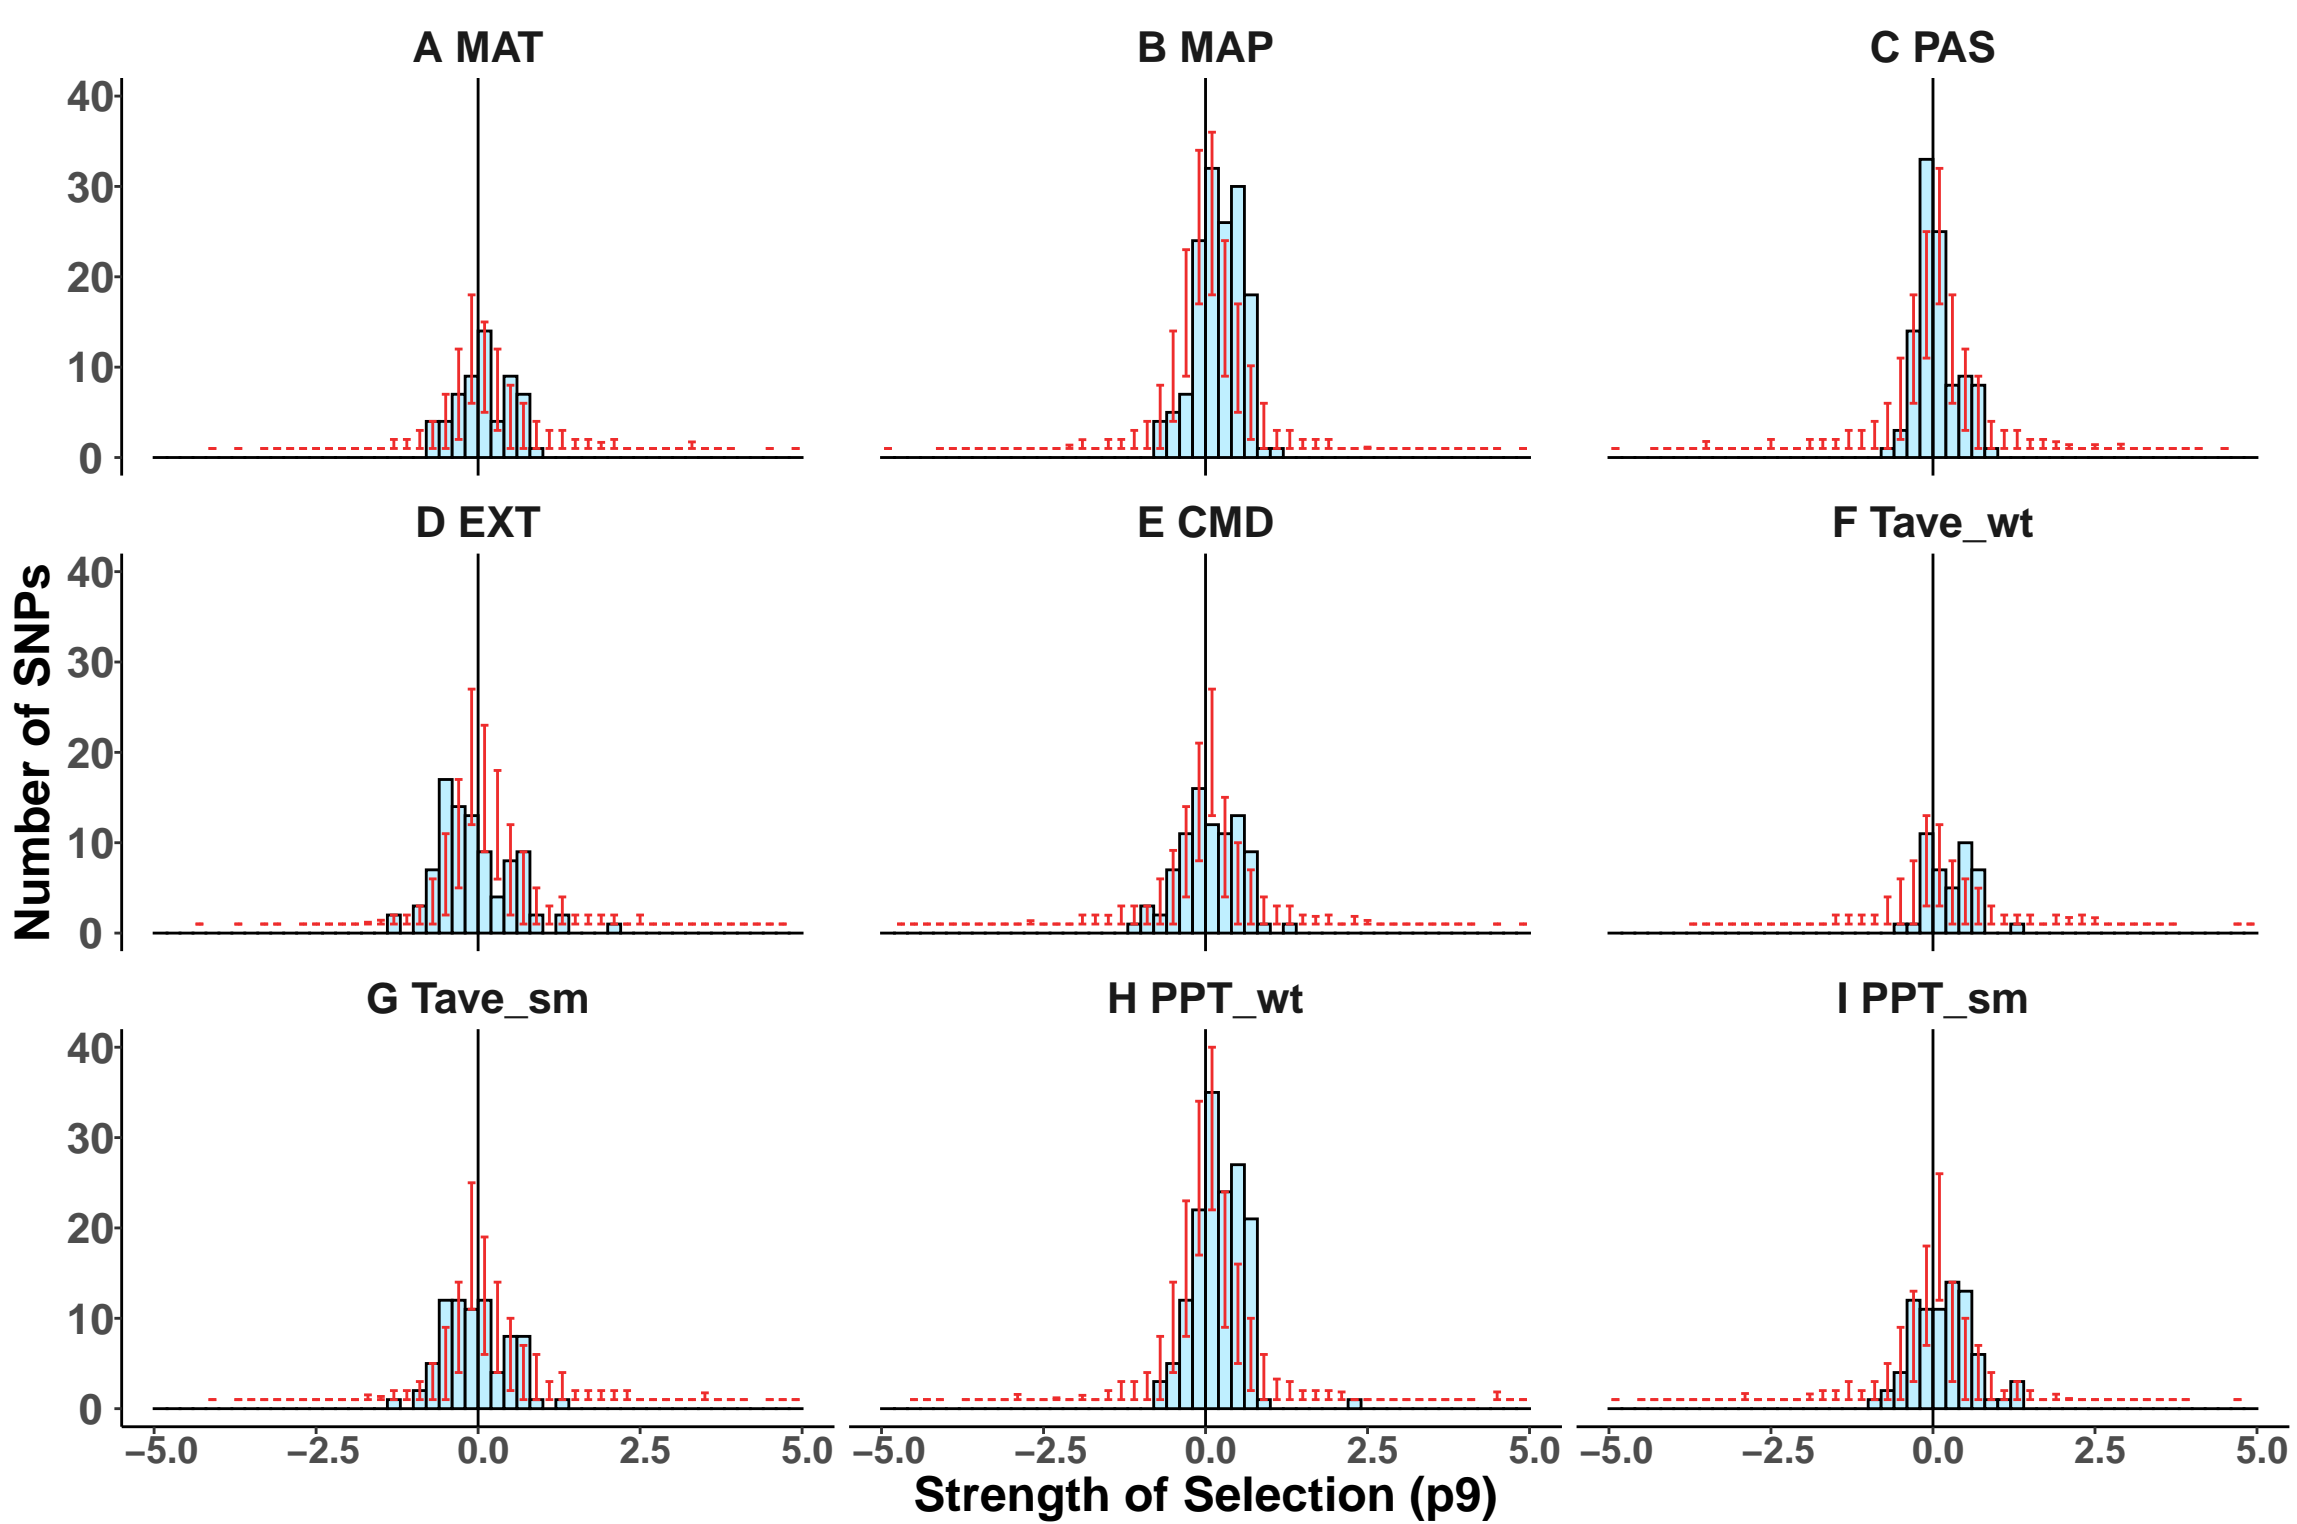 A MAT
B MAP
C PAS
40
30
20
10
0
D EXT
E CMD
F Tave_wt
40
30
20
10
0
G Tave_sm
H PPT_wt
I PPT_sm
40
30
20
10
0
−5.0 −2.5 0.0 2.5 5.0
−5.0 −2.5 0.0 2.5 5.0
−5.0 −2.5 0.0 2.5 5.0
Number of SNPs
Strength of Selection (p9)